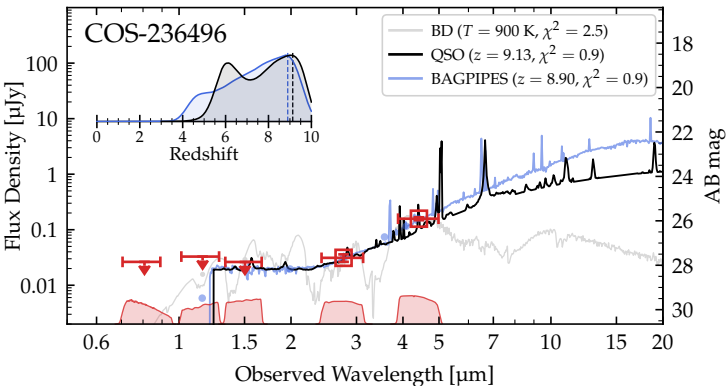 COS-236496
BD (T = 900 K, χ² = 2.5)
QSO (z = 9.13, χ² = 0.9)
BAGPIPES (z = 8.90, χ² = 0.9)
0 2 4 6 8 10
Redshift
Flux Density [μJy]
100
10
1
0.1
0.01
AB mag
18
20
22
24
26
28
30
0.6 1 2 3 4 5 6 10 15 20
Observed Wavelength [μm]